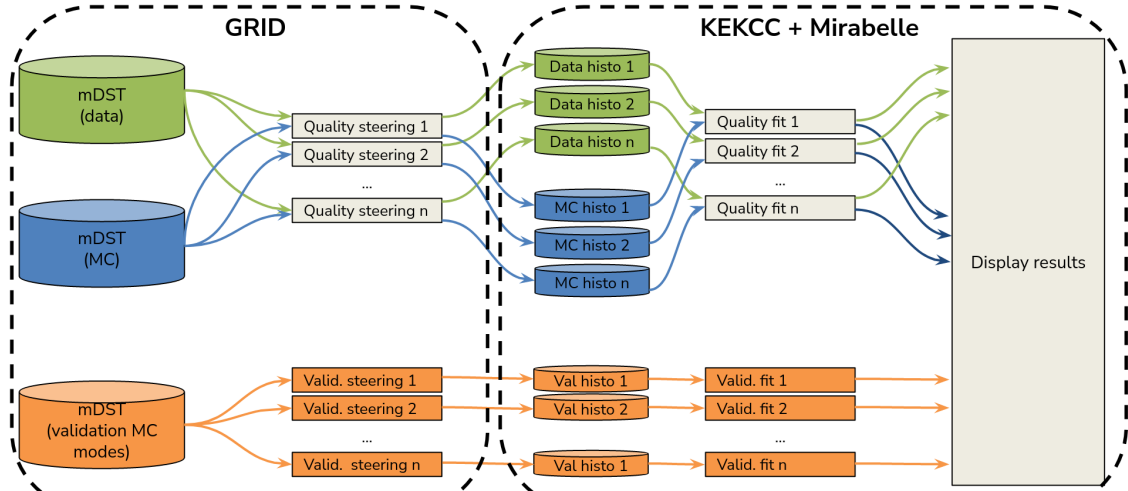 GRID
KEKCC + Mirabelle
mDST
(data)
mDST
(MC)
Quality steering 1
Quality steering 2
...
Quality steering n
Data histo 1
Data histo 2
Data histo n
MC histo 1
MC histo 2
MC histo n
Quality fit 1
Quality fit 2
...
Quality fit n
Display results
mDST
(validation MC
modes)
Valid. steering 1
Valid. steering 2
...
Valid.  steering n
Val histo 1
Val histo 2
Val histo 1
Valid. fit 1
Valid. fit 2
...
Valid. fit n